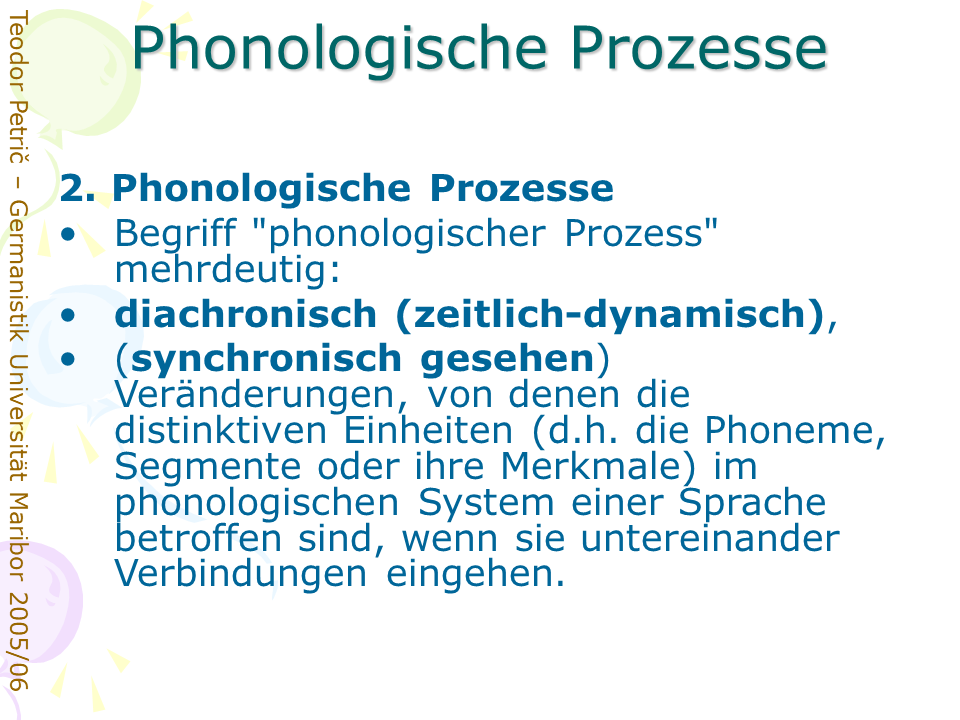 Phonologische Prozesse
2. Phonologische Prozesse
• Begriff "phonologischer Prozess"
mehrdeutig:
• diachronisch (zeitlich-dynamisch),
• (synchronisch gesehen)
Veränderungen, von denen die
distinktiven Einheiten (d.h. die Phoneme,
Segmente oder ihre Merkmale) im
phonologischen System einer Sprache
betroffen sind, wenn sie untereinander
Verbindungen eingehen.
Teodor Petrič – Germanistik Universität Maribor 2005/06